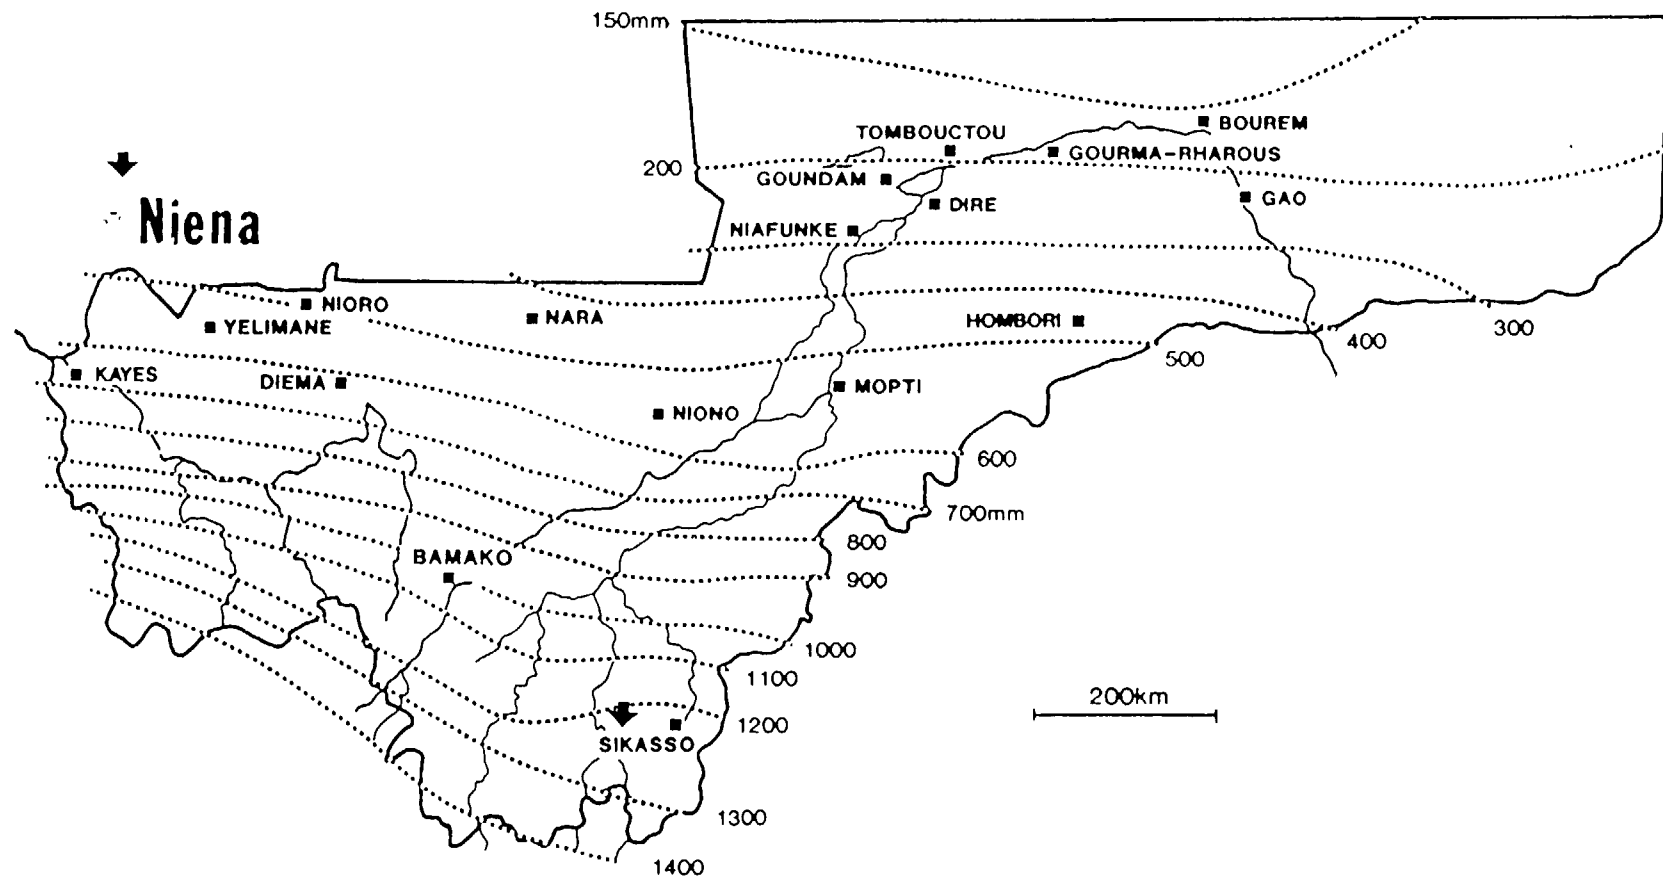 150mm
BOUREM
TOMBOUCTOU
GOURMA-RHAROUS
200
GOUNDAM
GAO
DIRE
Niena
NIAFUNKE
NIORO
NARA
HOMBORI
YELIMANE
300
400
500
KAYES
DIEMA
MOPTI
NIONO
600
700mm
800
BAMAKO
900
1000
1100
200km
1200
SIKASSO
1300
1400